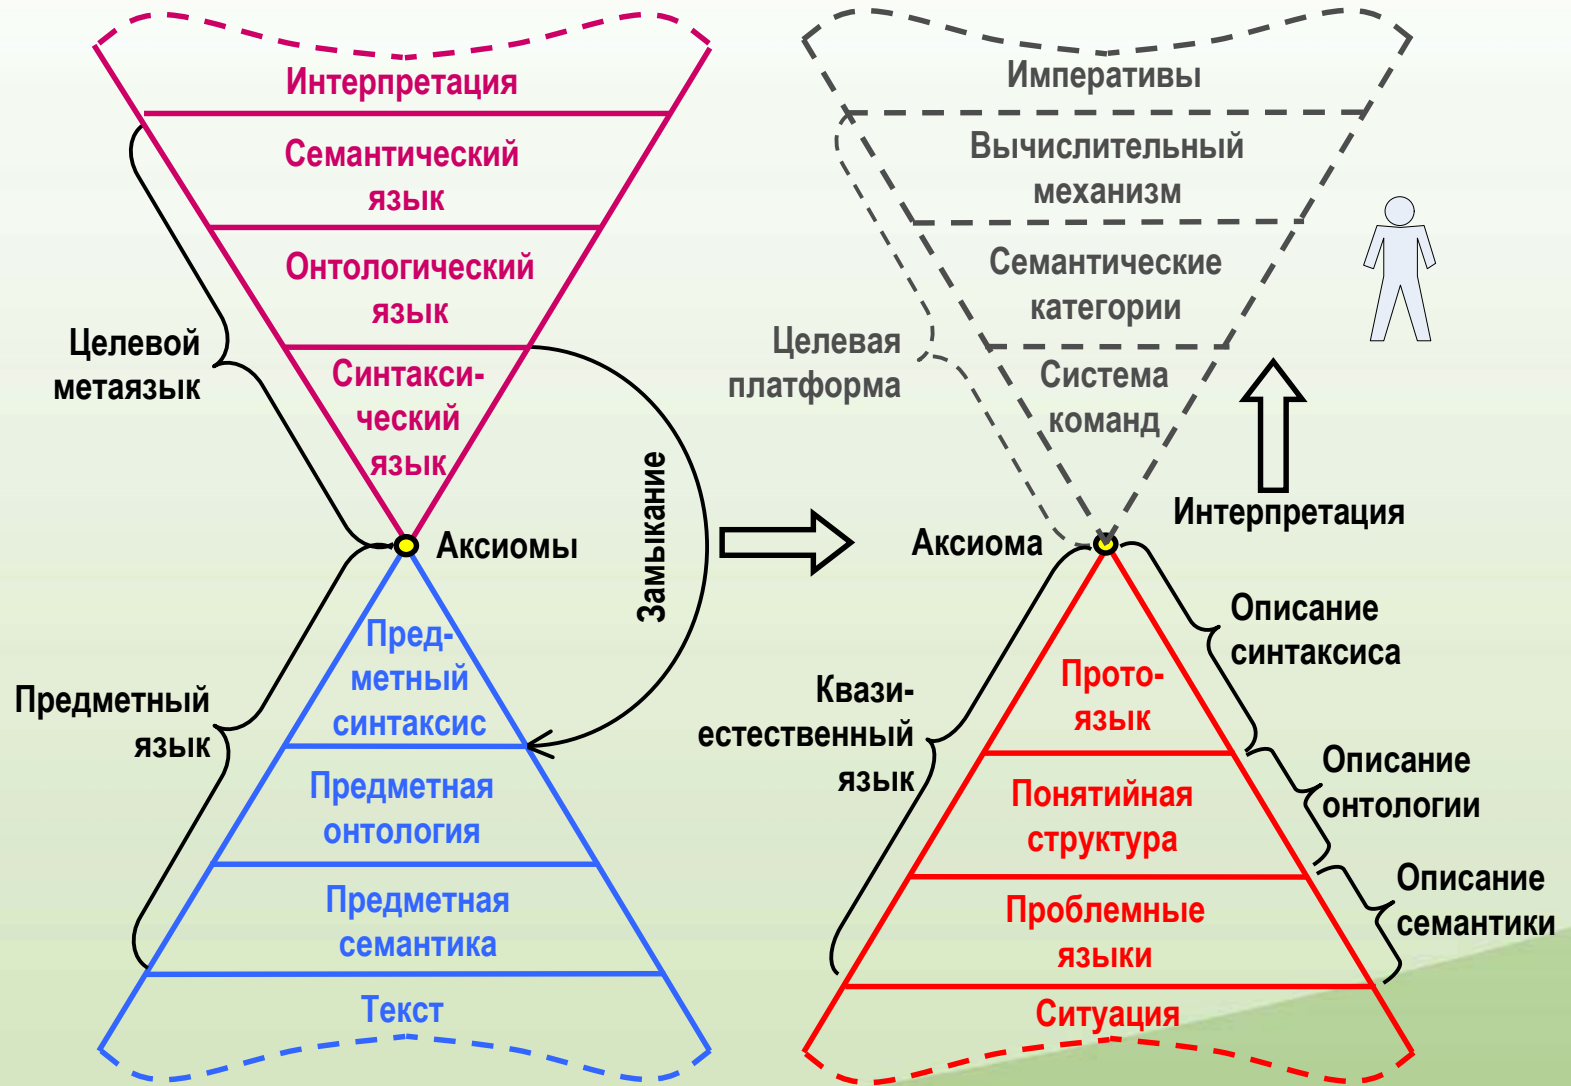 Интерпретация
Семантический
язык
Онтологический
язык
Синтакси-
ческий
язык
Целевой
метаязык
Аксиомы
Замыкание
Предметный
язык
Пред-
метный
синтаксис
Предметная
онтология
Предметная
семантика
Текст
Императивы
Вычислительный
механизм
Семантические
категории
Система
команд
Целевая
платформа
Интерпретация
Аксиома
Описание
синтаксиса
Квази-
естественный
язык
Прото-
язык
Понятийная
структура
Описание
онтологии
Проблемные
языки
Описание
семантики
Ситуация